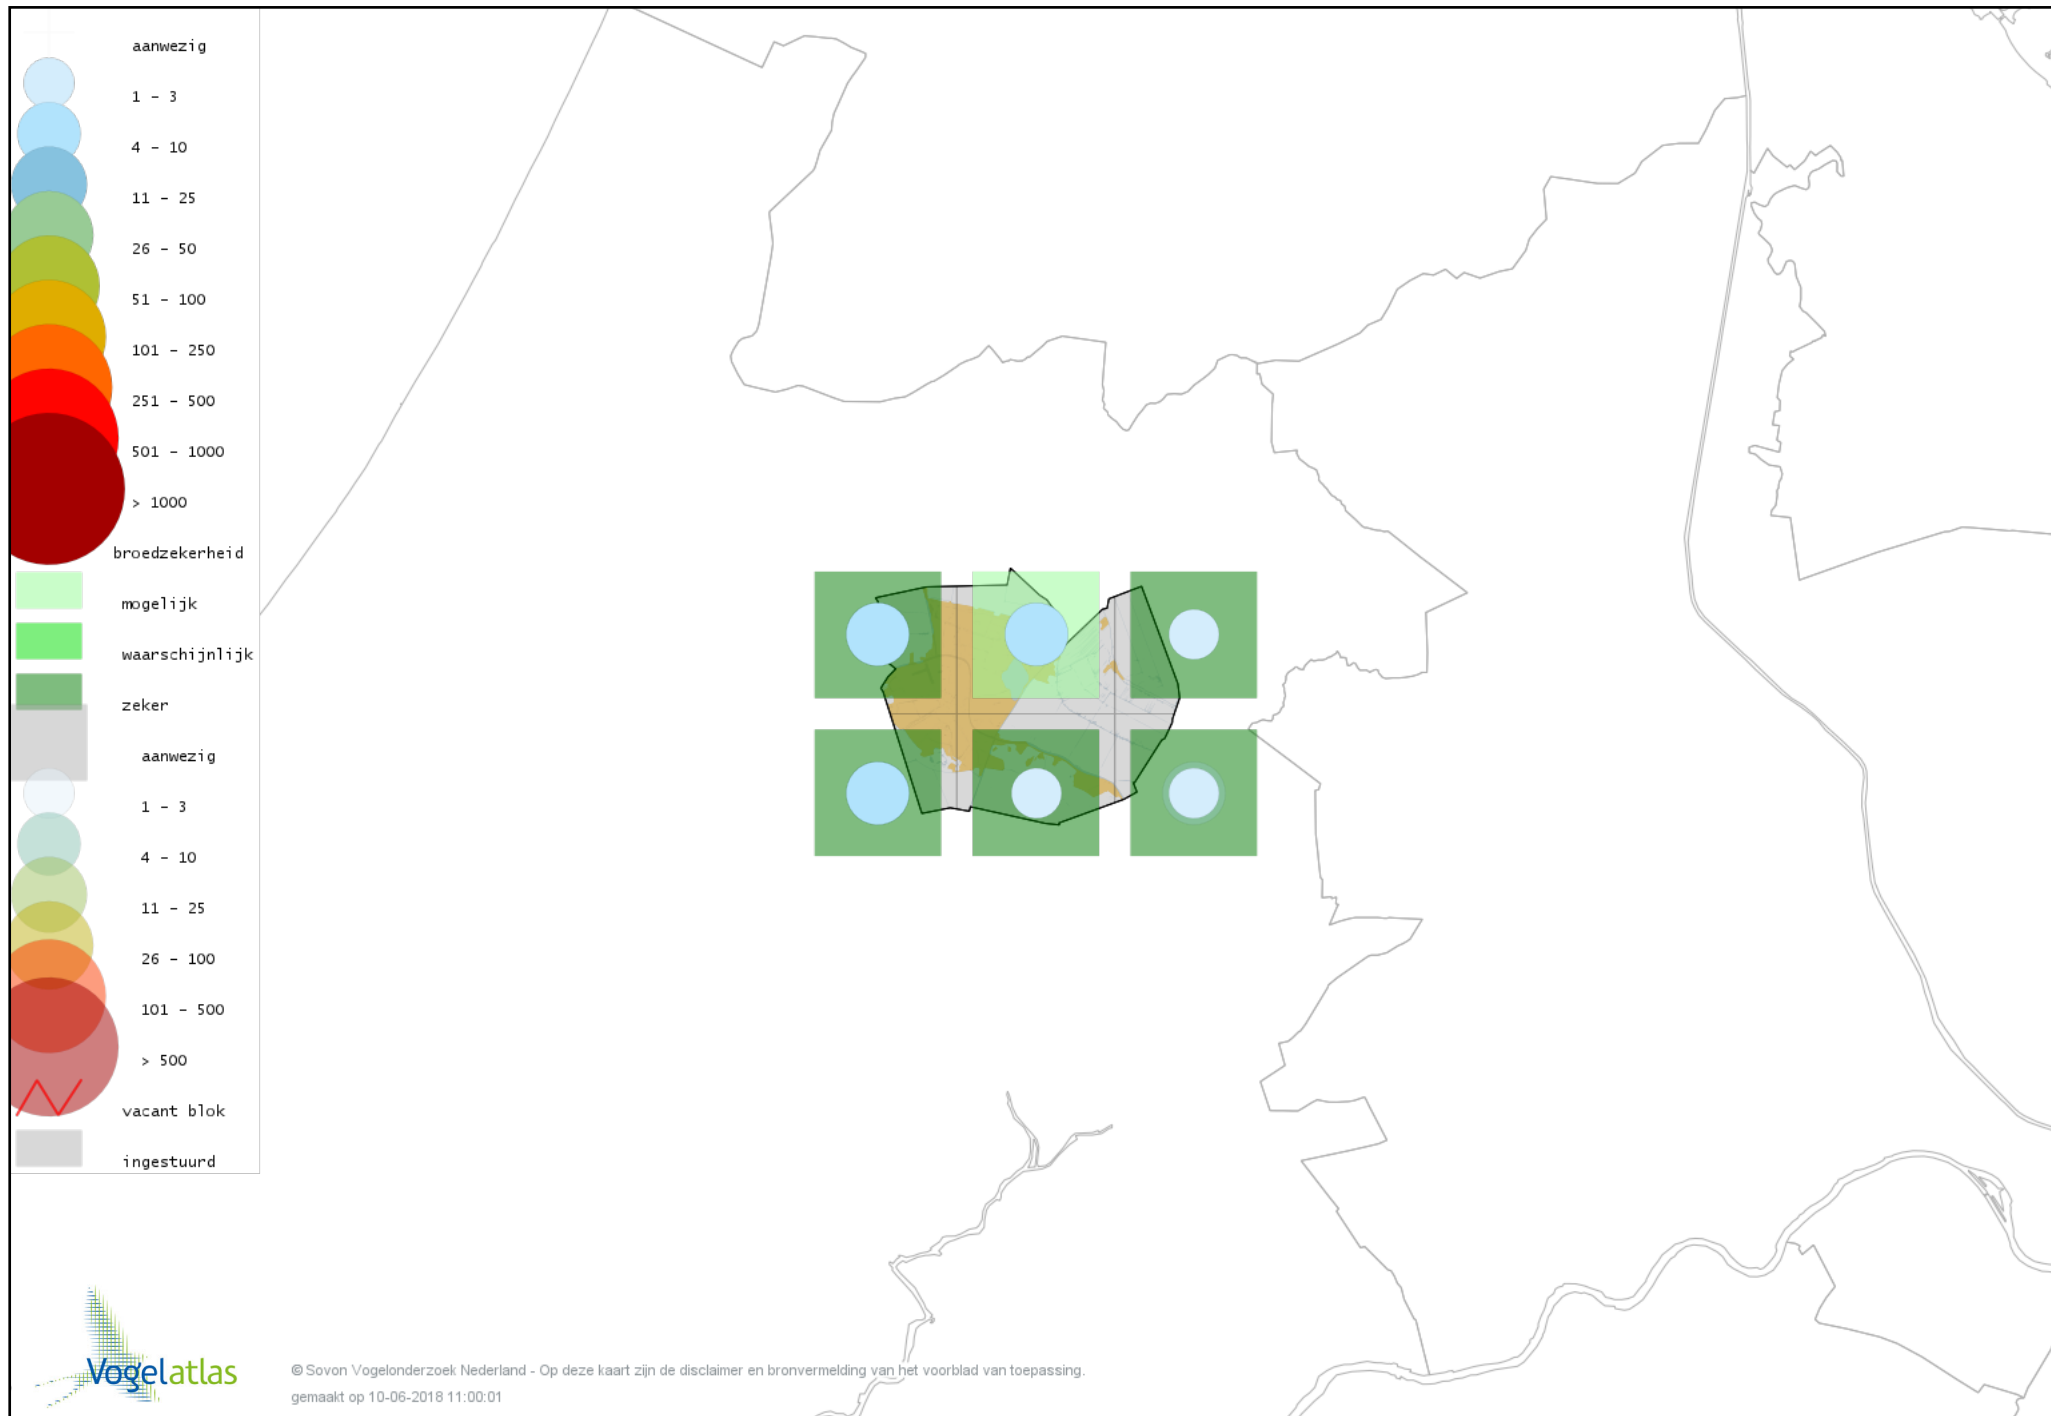 aanwezig
1 - 3
4 - 10
11 - 25
26 - 50
51 - 100
101 - 250
251 - 500
501 - 1000
> 1000
broedzekerheid
mogelijk
waarschijnlijk
zeker
aanwezig
1 - 3
4 - 10
11 - 25
26 - 100
101 - 500
> 500
vacant blok
ingestuurd
Vogelatlas
© Sovon Vogelonderzoek Nederland - Op deze kaart zijn de disclaimer en bronvermelding van het voorblad van toepassing.
gemaakt op 10-06-2018 11:00:01